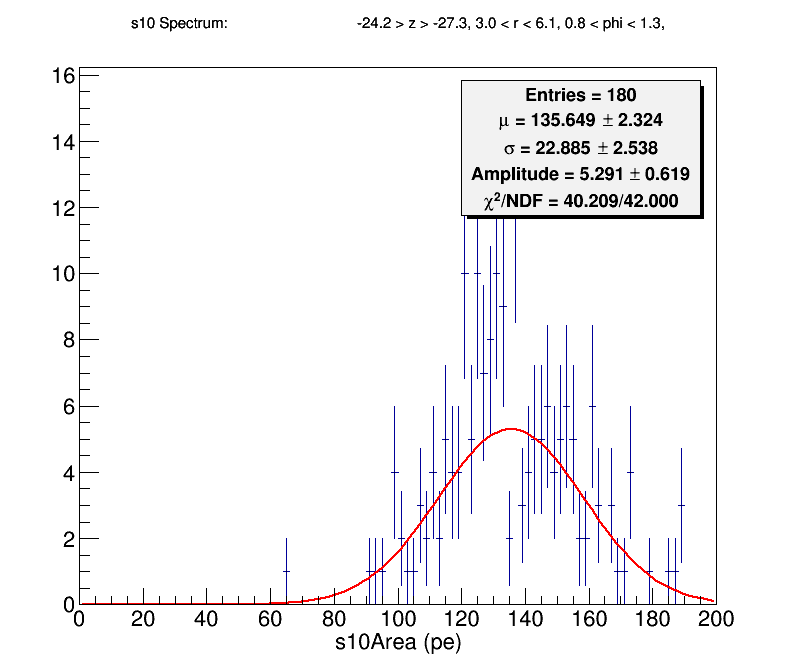 s10 Spectrum: -24.2 > z > -27.3, 3.0 < r < 6.1, 0.8 < phi < 1.3,
Entries = 180
μ = 135.649 ± 2.324
σ = 22.885 ± 2.538
Amplitude = 5.291 ± 0.619
χ²/NDF = 40.209/42.000
16
14
12
10
8
6
4
2
0
0 20 40 60 80 100 120 140 160 180 200
s10Area (pe)